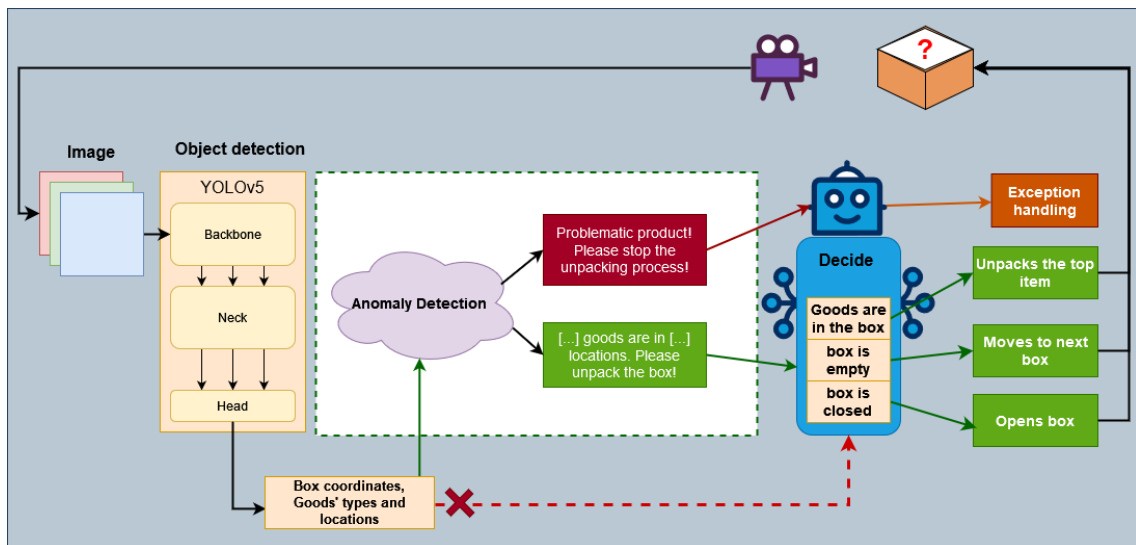 ?
Image
Object detection
YOLOv5
Backbone
Neck
Head
Box coordinates,
Goods' types and
locations
Anomaly Detection
Problematic product!
Please stop the
unpacking process!
[...] goods are in [...]
locations. Please
unpack the box!
Decide
Goods are
in the box
box is
empty
box is
closed
Exception
handling
Unpacks the top
item
Moves to next
box
Opens box